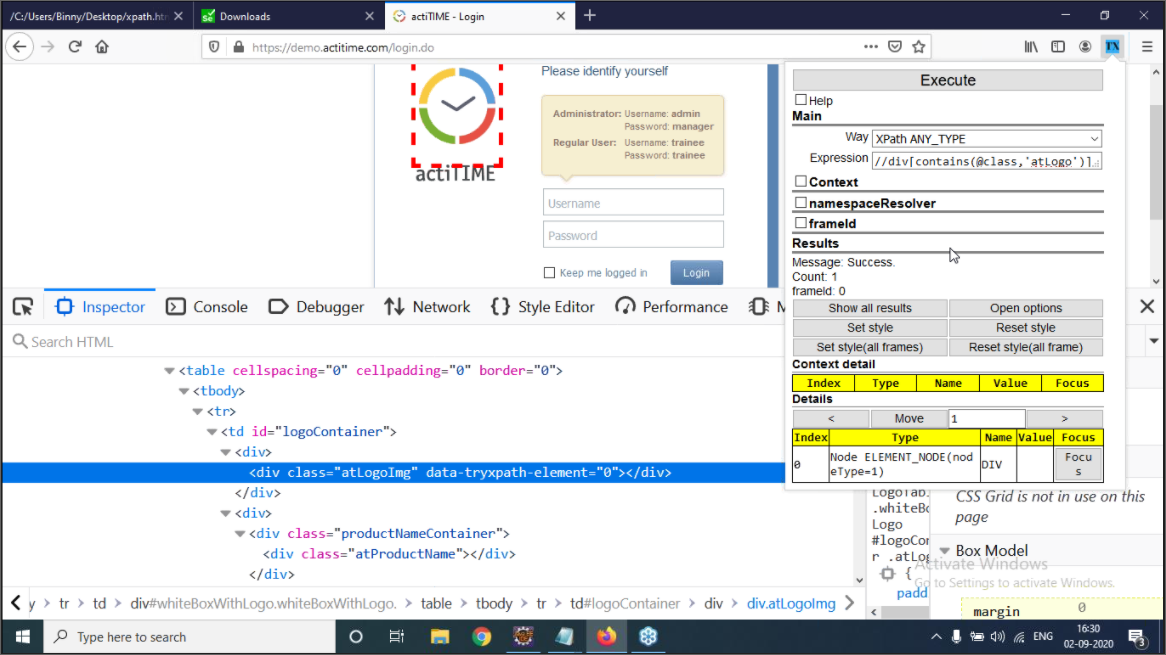 /C:/Users/Binny/Desktop/xpath.htm
Downloads
actiTIME - Login
https://demo.actitime.com/login.do
Please identify yourself
Administrator: Username: admin
Password: manager
Regular User: Username: trainee
Password: trainee
actiTIME
Username
Password
Keep me logged in
Login
TX
Execute
Help
Main
Way XPath ANY_TYPE
Expression //div[contains(@class,'atLogo')]
Context
namespaceResolver
frameId
Results
Message: Success.
Count: 1
frameId: 0
Show all results Open options
Set style Reset style
Set style(all frames) Reset style(all frame)
Context detail
Index Type Name Value Focus
Details
< Move 1 >
Index Type Name Value Focus
0 Node ELEMENT_NODE(nod
eType=1) DIV Focu
s
Inspector Console Debugger Network Style Editor Performance M
Search HTML
<table cellspacing="0" cellpadding="0" border="0">
<tbody>
<tr>
<td id="logoContainer">
<div>
<div class="atLogoImg" data-tryxpath-element="0"></div>
</div>
<div>
<div class="productNameContainer">
<div class="atProductName"></div>
</div>
LogoTabl
.whiteBo
Logo
#logoCon
r .atLog
{
padd
CSS Grid is not in use on this
page
Box Model
Activate Windows
Go to Settings to activate Windows.
margin 0
y tr td div#whiteBoxWithLogo.whiteBoxWithLogo. table tbody tr td#logoContainer div div.atLogoImg
Type here to search
ENG
16:30
02-09-2020
3